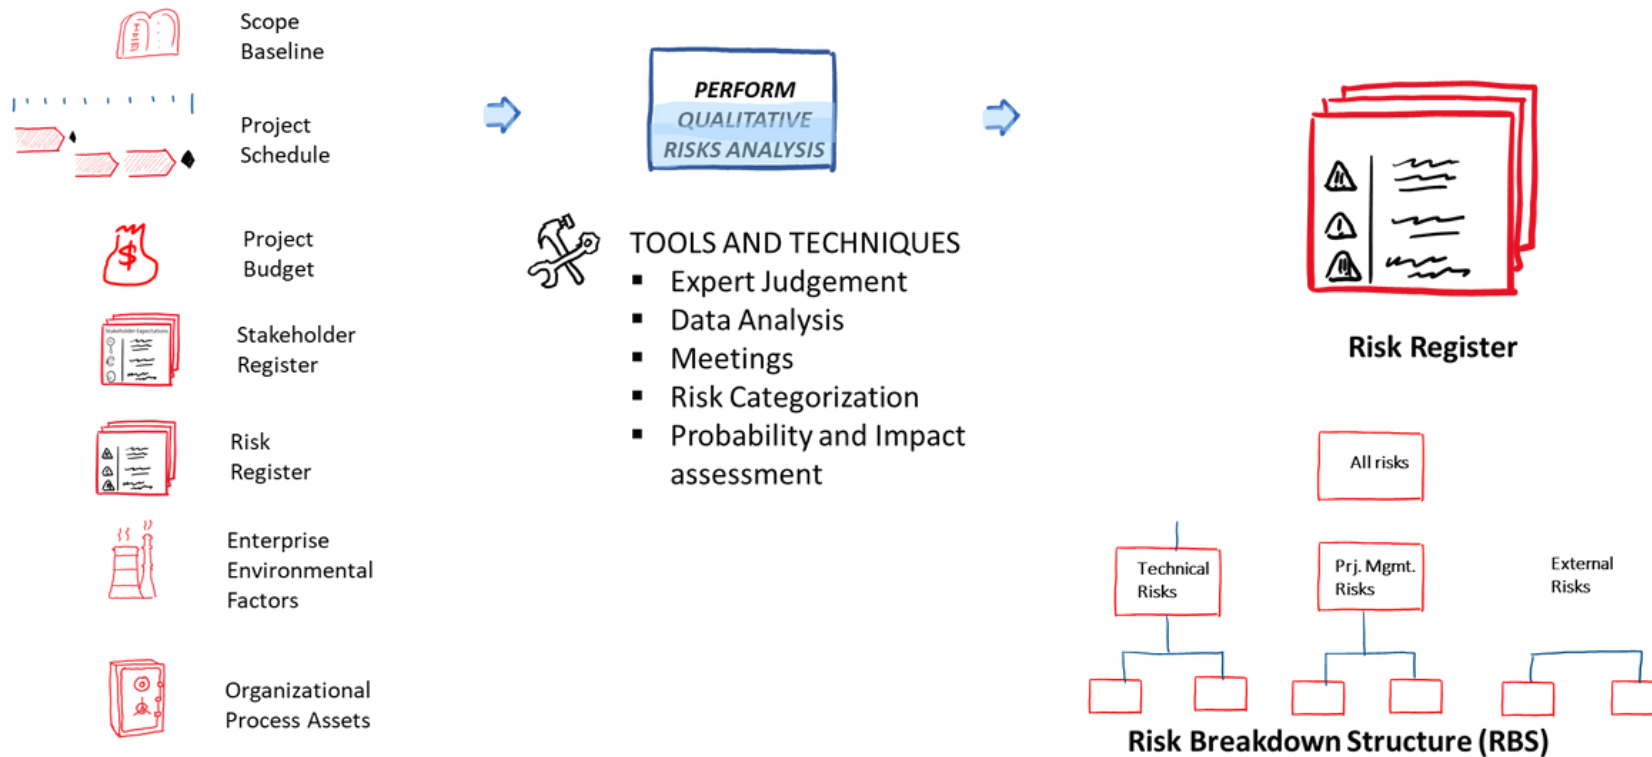 Scope
Baseline
Project
Schedule
Project
Budget
$
Stakeholder Expectations
Stakeholder
Register
Risk
Register
Enterprise
Environmental
Factors
Organizational
Process Assets
PERFORM
QUALITATIVE
RISKS ANALYSIS
TOOLS AND TECHNIQUES
▪ Expert Judgement
▪ Data Analysis
▪ Meetings
▪ Risk Categorization
▪ Probability and Impact
assessment
Risk Register
All risks
Technical
Risks
Prj. Mgmt.
Risks
External
Risks
Risk Breakdown Structure (RBS)